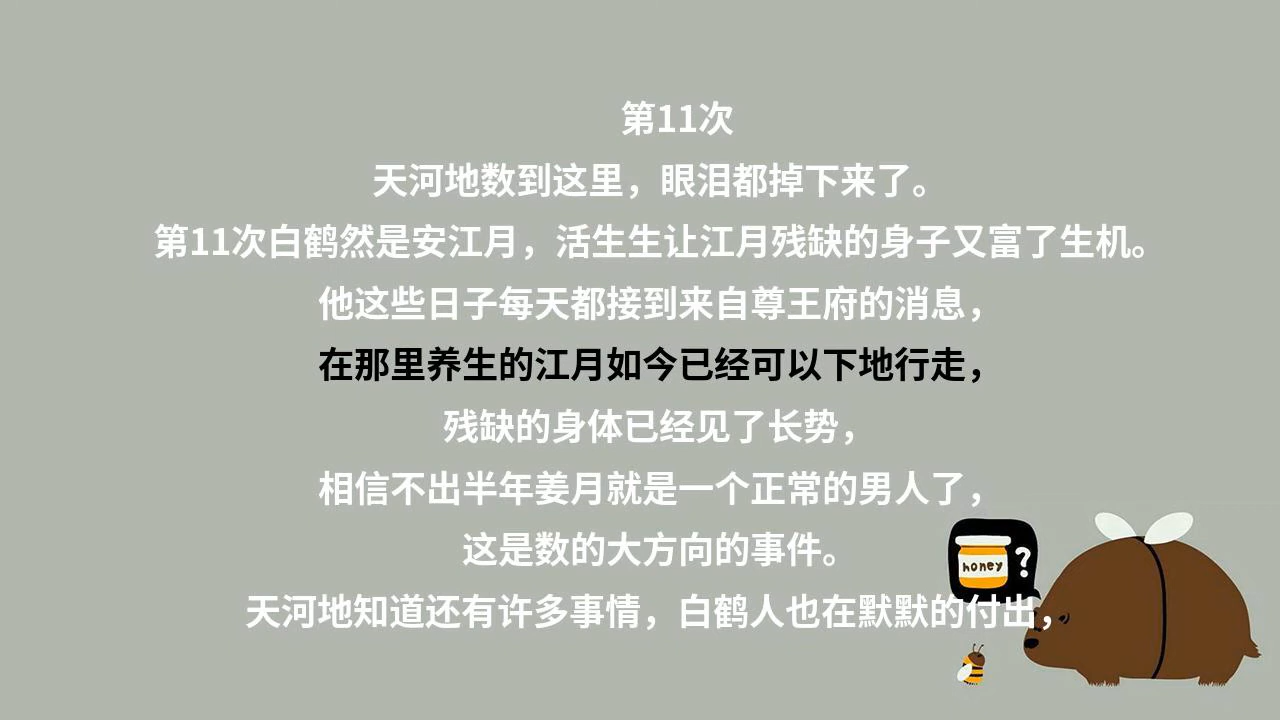 第11次
天河地数到这里，眼泪都掉下来了。
第11次白鹤然是安江月，活生生让江月残缺的身子又富了生机。
他这些日子每天都接到来自尊王府的消息，
在那里养生的江月如今已经可以下地行走，
残缺的身体已经见了长势，
相信不出半年姜月就是一个正常的男人了，
这是数的大方向的事件。
天河地知道还有许多事情，白鹤人也在默默的付出，
honey
?